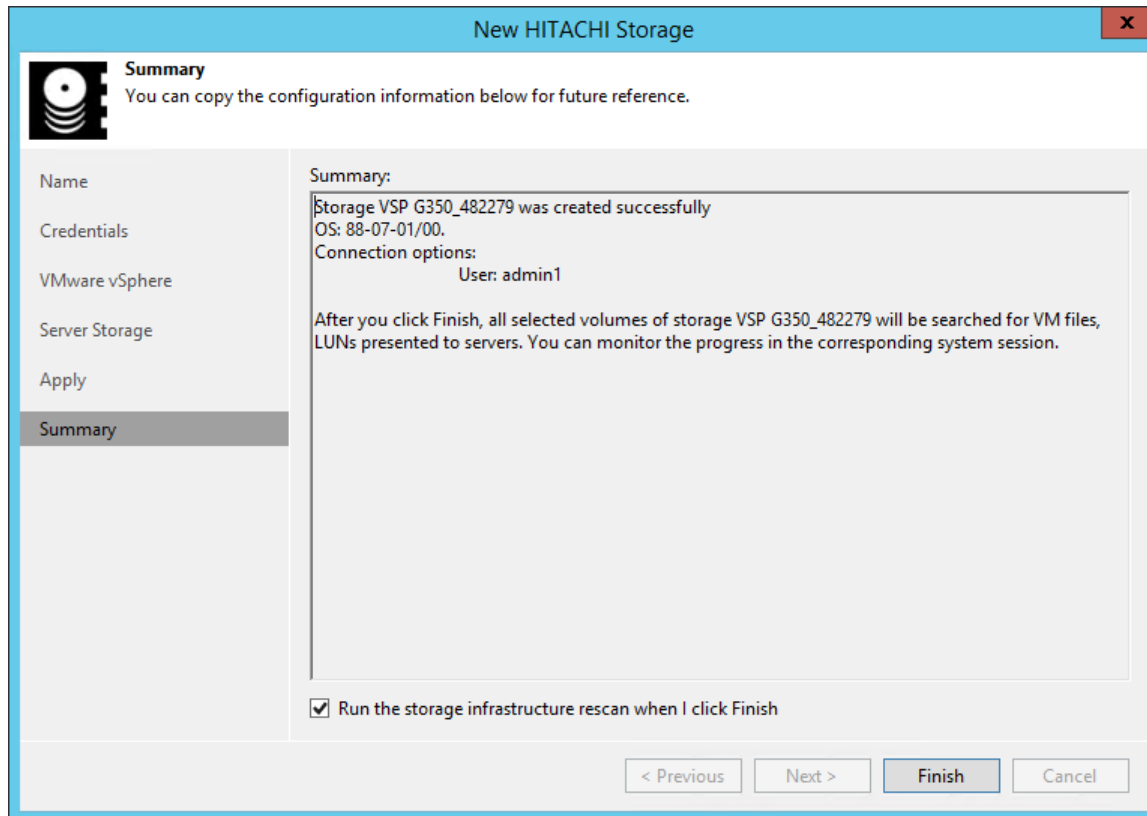 New HITACHI Storage
x
Summary
You can copy the configuration information below for future reference.
Name
Credentials
VMware vSphere
Server Storage
Apply
Summary
Summary:
Storage VSP G350_482279 was created successfully
OS: 88-07-01/00.
Connection options:
User: admin1
After you click Finish, all selected volumes of storage VSP G350_482279 will be searched for VM files,
LUNs presented to servers. You can monitor the progress in the corresponding system session.
Run the storage infrastructure rescan when I click Finish
< Previous
Next >
Finish
Cancel